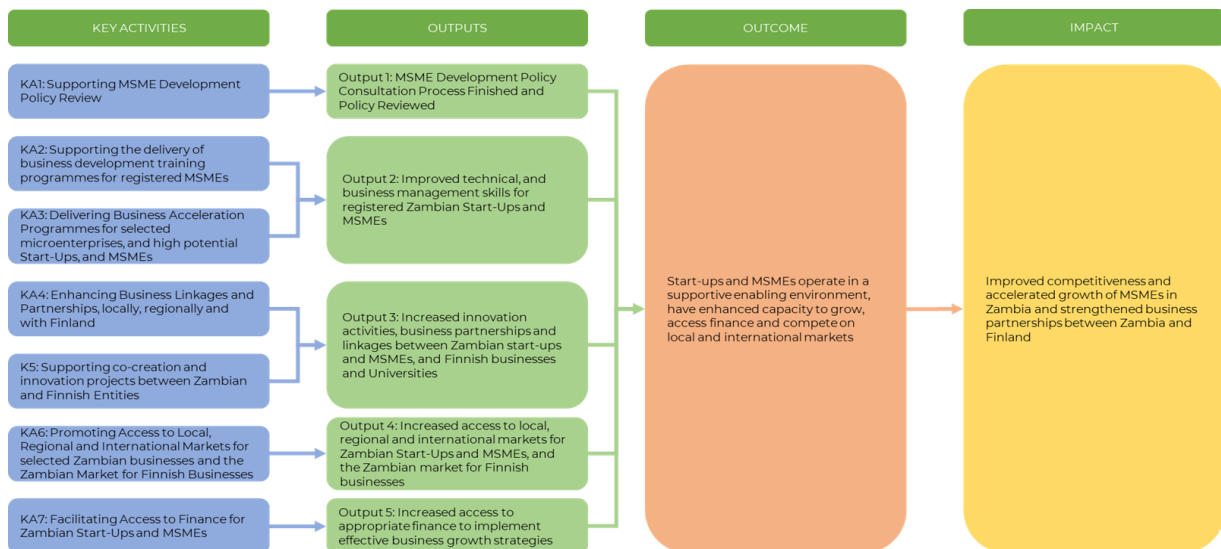 KEY ACTIVITIES
OUTPUTS
OUTCOME
IMPACT
KA1: Supporting MSME Development
Policy Review
KA2: Supporting the delivery of
business development training
programmes for registered MSMEs
KA3: Delivering Business Acceleration
Programmes for selected
microenterprises, and high potential
Start-Ups, and MSMEs
KA4: Enhancing Business Linkages and
Partnerships, locally, regionally and
with Finland
K5: Supporting co-creation and
innovation projects between Zambian
and Finnish Entities
KA6: Promoting Access to Local,
Regional and International Markets for
selected Zambian businesses and the
Zambian Market for Finnish Businesses
KA7: Facilitating Access to Finance for
Zambian Start-Ups and MSMEs
Output 1: MSME Development Policy
Consultation Process Finished and
Policy Reviewed
Output 2: Improved technical, and
business management skills for
registered Zambian Start-Ups and
MSMEs
Output 3: Increased innovation
activities, business partnerships and
linkages between Zambian start-ups
and MSMEs, and Finnish businesses
and Universities
Output 4: Increased access to local,
regional and international markets for
Zambian Start-Ups and MSMEs, and
the Zambian market for Finnish
businesses
Output 5: Increased access to
appropriate finance to implement
effective business growth strategies
Start-ups and MSMEs operate in a
supportive enabling environment,
have enhanced capacity to grow,
access finance and compete on
local and international markets
Improved competitiveness and
accelerated growth of MSMEs in
Zambia and strengthened business
partnerships between Zambia and
Finland